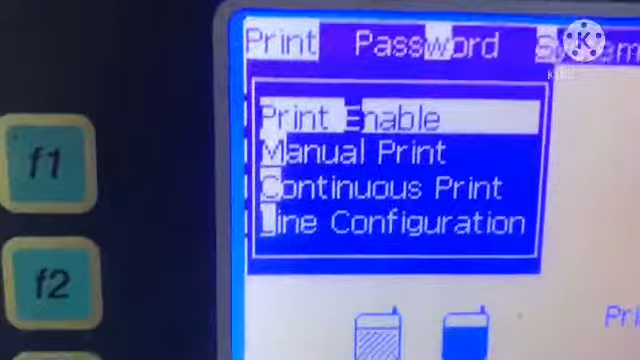 Print Password System
Print Enable
Manual Print
Continuous Print
Line Configuration
f1
f2
K